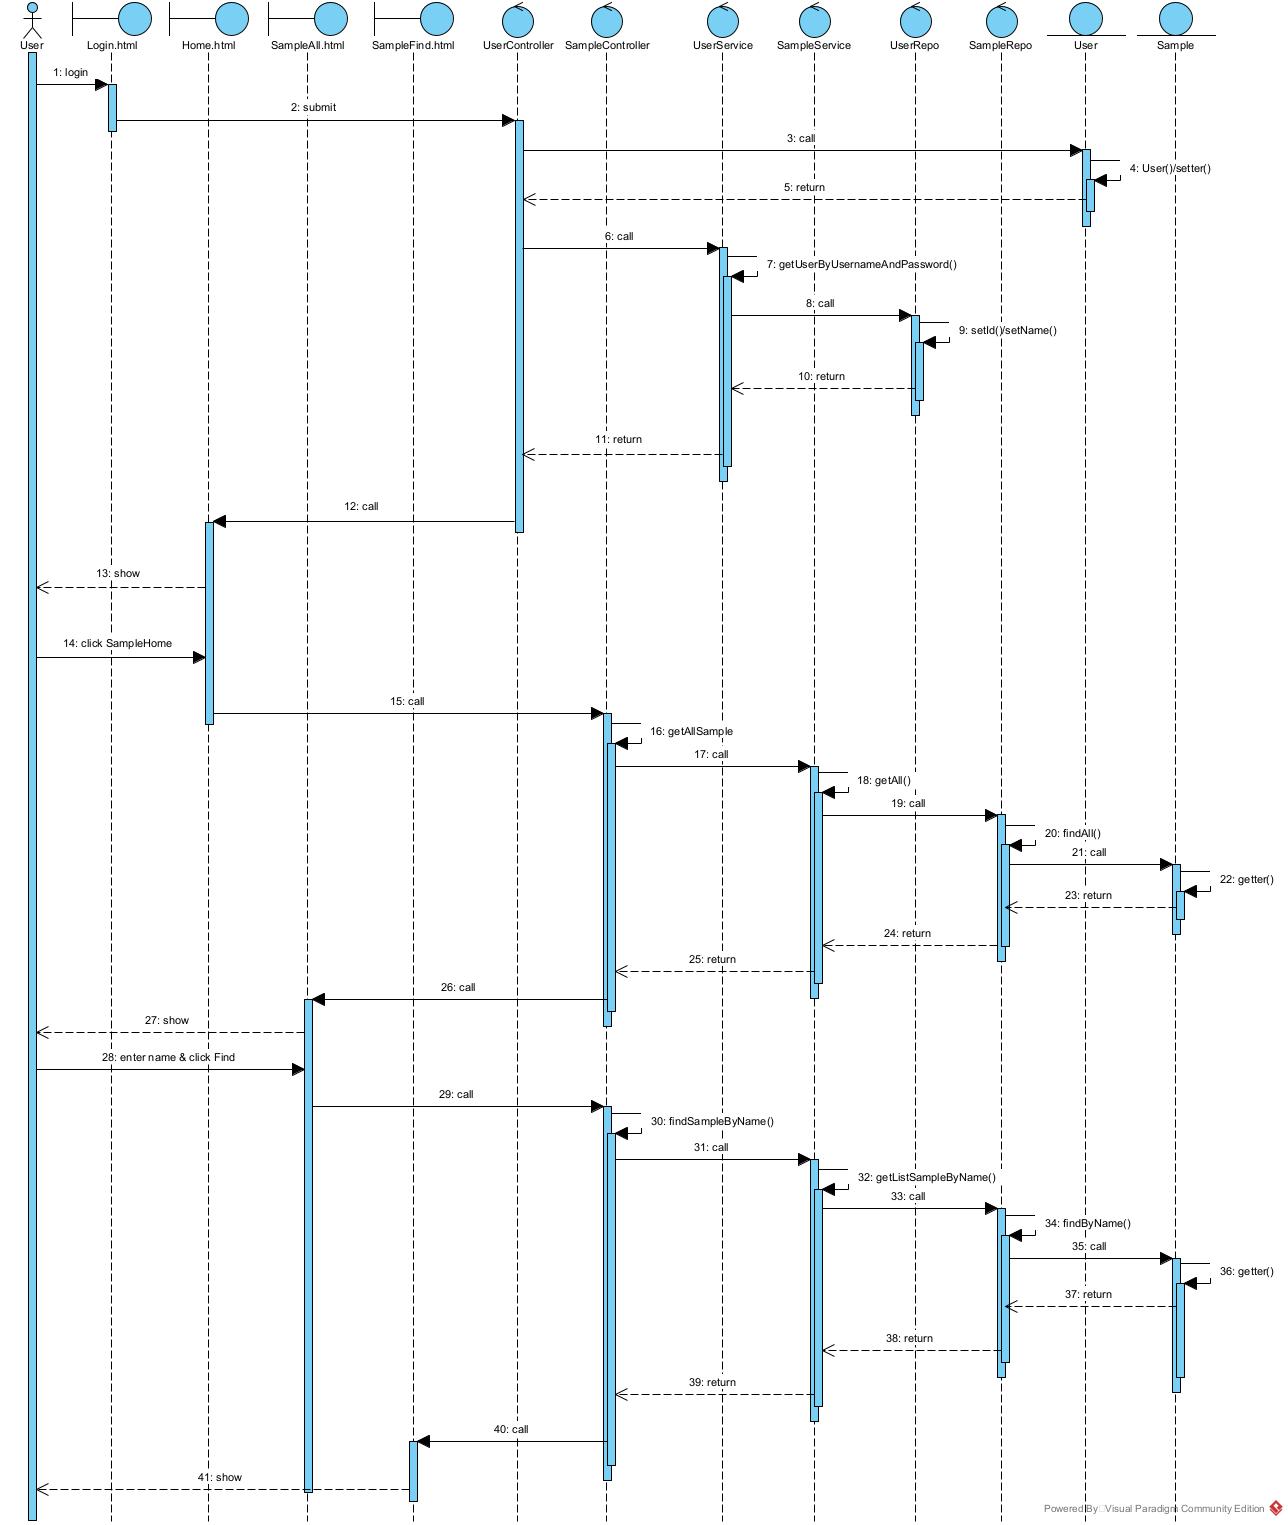 User
Login.html
Home.html
SampleAll.html
SampleFind.html
UserController
SampleController
UserService
SampleService
UserRepo
SampleRepo
User
Sample
1: login
2: submit
3: call
4: User()/setter()
5: return
6: call
7: getUserByUsernameAndPassword()
8: call
9: setId()/setName()
10: return
11: return
12: call
13: show
14: click SampleHome
15: call
16: getAllSample
17: call
18: getAll()
19: call
20: findAll()
21: call
22: getter()
23: return
24: return
25: return
26: call
27: show
28: enter name & click Find
29: call
30: findSampleByName()
31: call
32: getListSampleByName()
33: call
34: findByName()
35: call
36: getter()
37: return
38: return
39: return
40: call
41: show
Powered By Visual Paradigm Community Edition